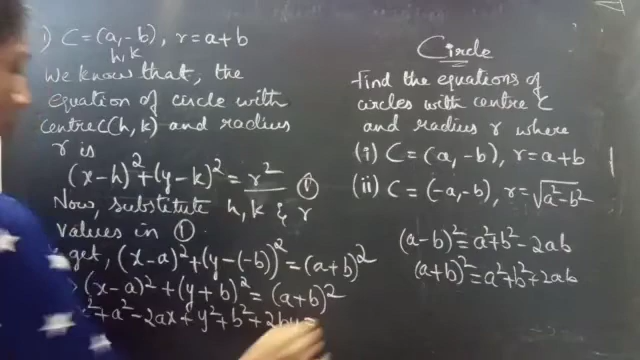 1) C = (a, -b), r = a+b
h, k
We know that, the
equation of circle with
centre C(h, k) and radius
r is
(x-h)² + (y-k)² = r² ①
Now, substitute h, k & r
values in ①
get, (x-a)² + (y-(-b))² = (a+b)²
(x-a)² + (y+b)² = (a+b)²
² + a² - 2ax + y² + b² + 2by =
Circle
Find the equations of
circles with centre C
and radius r where
(i) C = (a, -b), r = a+b
(ii) C = (-a, -b), r = √a²-b²
(a-b)² = a²+b² - 2ab
(a+b)² = a²+b² + 2ab